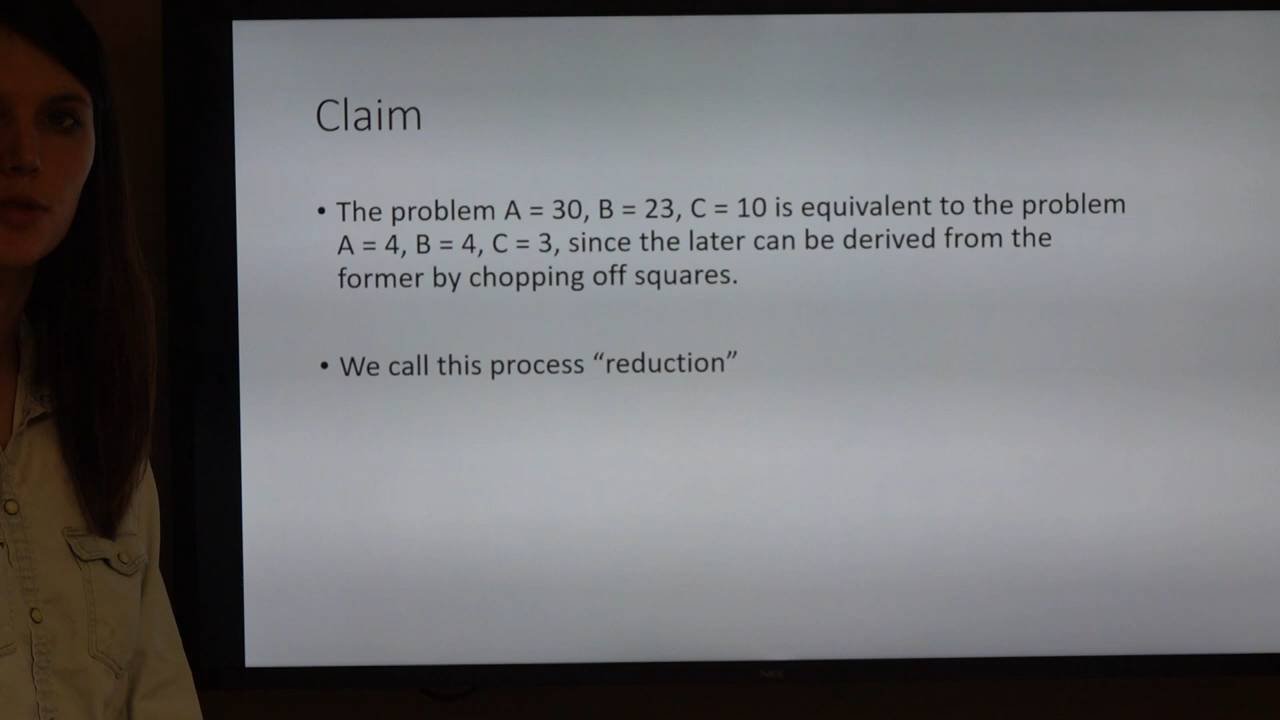 Claim
• The problem A = 30, B = 23, C = 10 is equivalent to the problem
A = 4, B = 4, C = 3, since the later can be derived from the
former by chopping off squares.
• We call this process “reduction”
NEC